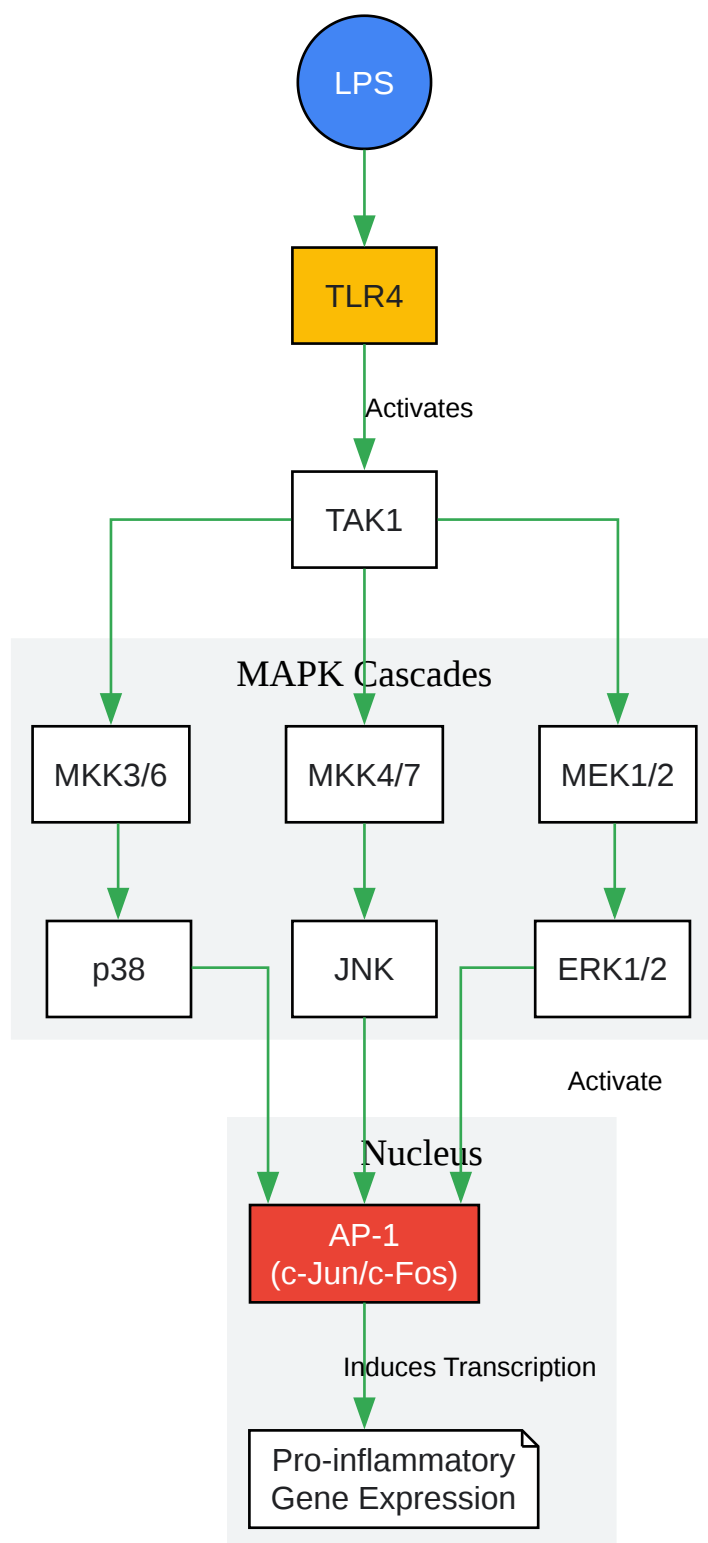 LPS
TLR4
Activates
TAK1
MAPK Cascades
MKK3/6
MKK4/7
MEK1/2
p38
JNK
ERK1/2
Activate
Nucleus
AP-1
(c-Jun/c-Fos)
Induces Transcription
Pro-inflammatory
Gene Expression